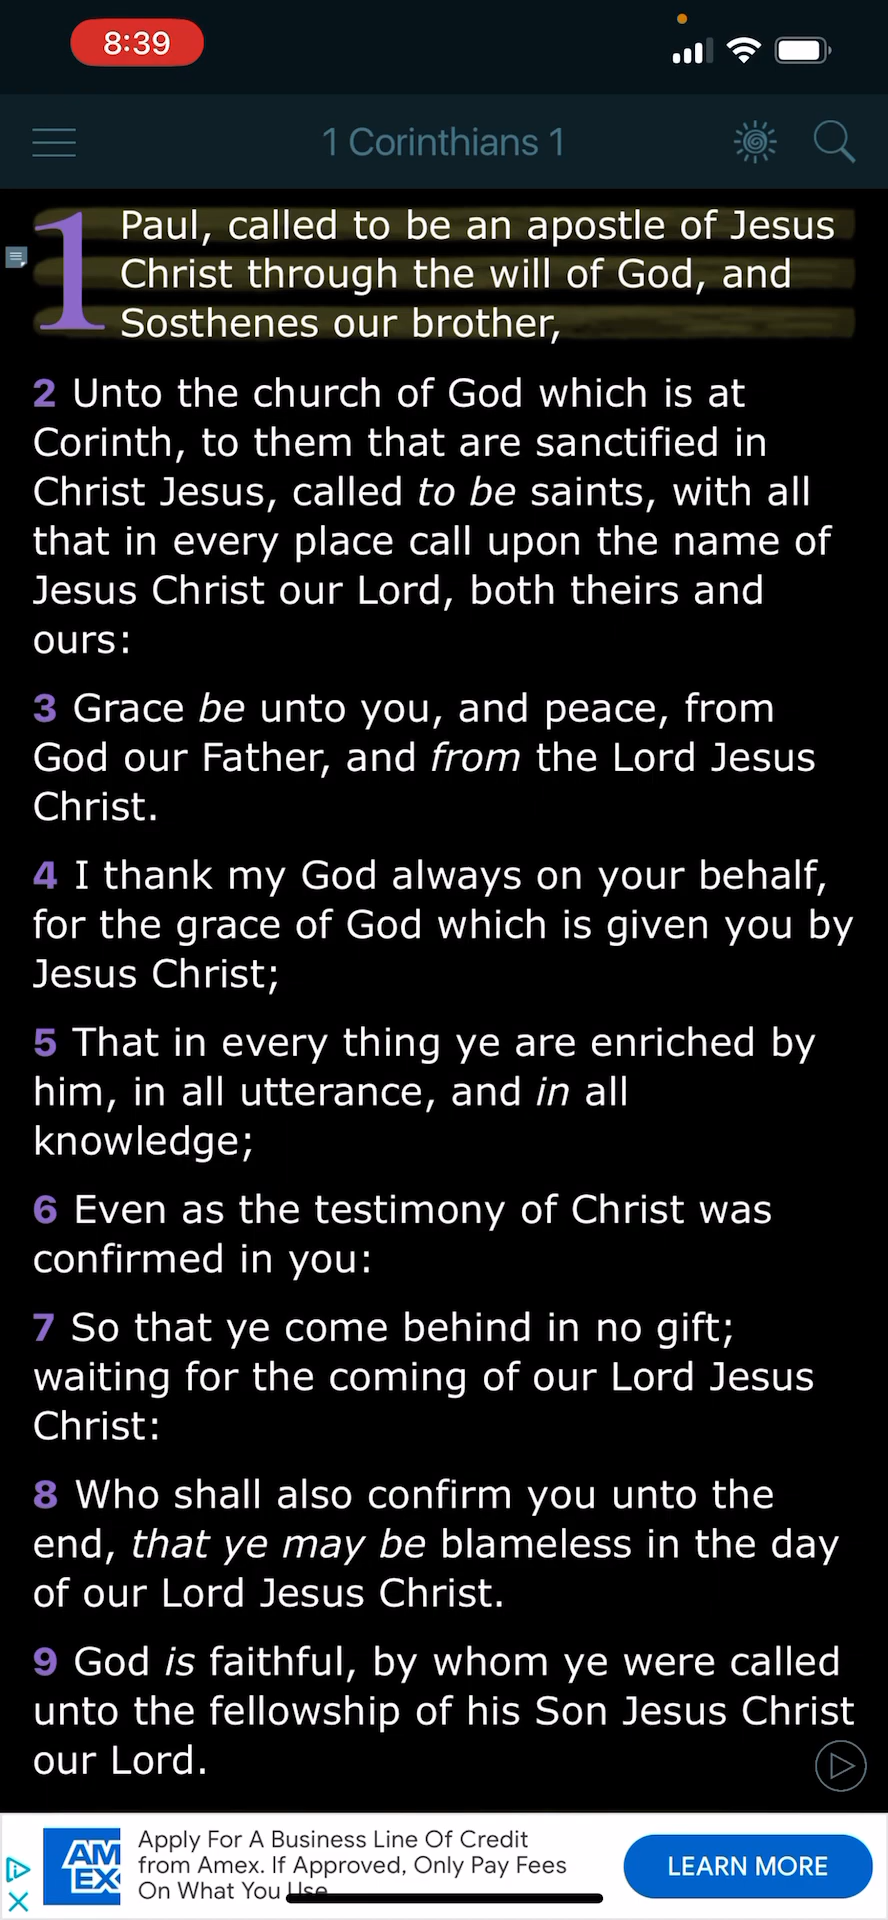 8:39
1 Corinthians 1
1 Paul, called to be an apostle of Jesus
Christ through the will of God, and
Sosthenes our brother,
2 Unto the church of God which is at
Corinth, to them that are sanctified in
Christ Jesus, called to be saints, with all
that in every place call upon the name of
Jesus Christ our Lord, both theirs and
ours:
3 Grace be unto you, and peace, from
God our Father, and from the Lord Jesus
Christ.
4 I thank my God always on your behalf,
for the grace of God which is given you by
Jesus Christ;
5 That in every thing ye are enriched by
him, in all utterance, and in all
knowledge;
6 Even as the testimony of Christ was
confirmed in you:
7 So that ye come behind in no gift;
waiting for the coming of our Lord Jesus
Christ:
8 Who shall also confirm you unto the
end, that ye may be blameless in the day
of our Lord Jesus Christ.
9 God is faithful, by whom ye were called
unto the fellowship of his Son Jesus Christ
our Lord.
AM
EX
Apply For A Business Line Of Credit
from Amex. If Approved, Only Pay Fees
On What You Use
LEARN MORE